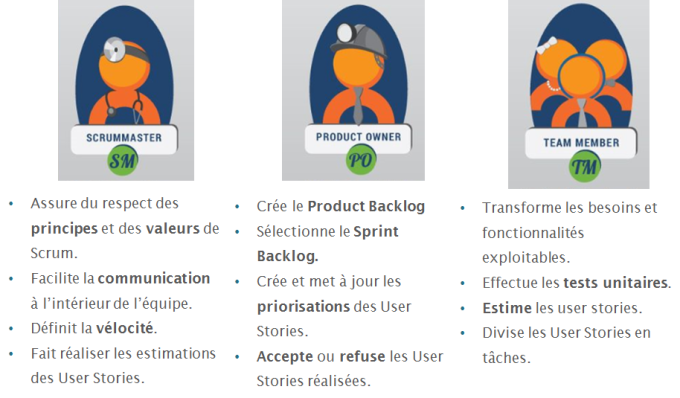 SCRUMMASTER
SM
• Assure du respect des
principes et des valeurs de
Scrum.
• Facilite la communication
à l'intérieur de l'équipe.
• Définit la vélocité.
• Fait réaliser les estimations
des User Stories.
PRODUCT OWNER
PO
• Crée le Product Backlog
• Sélectionne le Sprint
Backlog.
• Crée et met à jour les
priorisations des User
Stories.
• Accepte ou refuse les User
Stories réalisées.
TEAM MEMBER
TM
• Transforme les besoins et
fonctionnalités
exploitables.
• Effectue les tests unitaires.
• Estime les user stories.
• Divise les User Stories en
tâches.